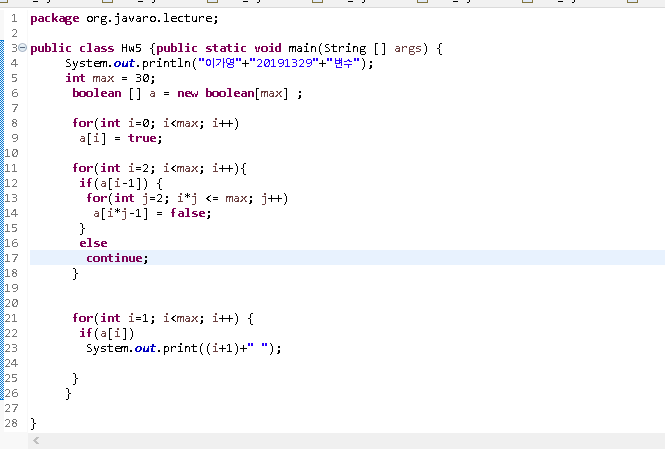 1 package org.javaro.lecture;
2
3 public class Hw5 {public static void main(String [] args) {
4 System.out.println("이가영"+"20191329"+"변수");
5 int max = 30;
6 boolean [] a = new boolean[max] ;
7
8 for(int i=0; i<max; i++)
9 a[i] = true;
10
11 for(int i=2; i<max; i++){
12 if(a[i-1]) {
13 for(int j=2; i*j <= max; j++)
14 a[i*j-1] = false;
15 }
16 else
17 continue;
18 }
19
20
21 for(int i=1; i<max; i++) {
22 if(a[i])
23 System.out.print((i+1)+" ");
24
25 }
26 }
27
28 }